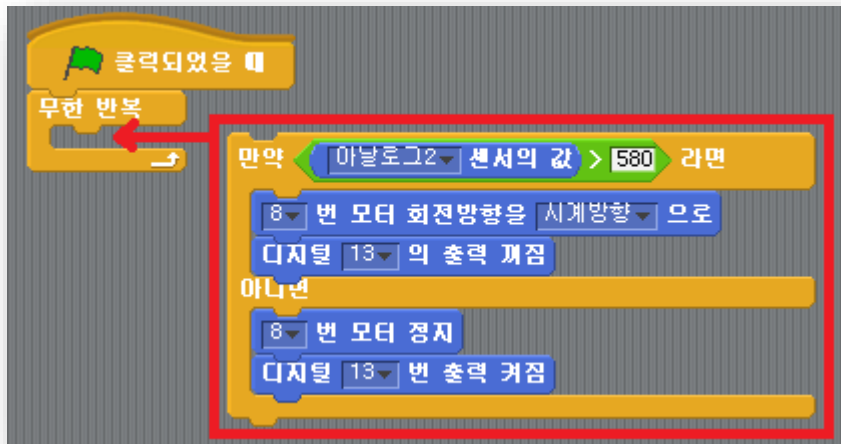 클릭되었을 때
무한 반복
만약 아날로그2 센서의 값 > 580 라면
8 번 모터 회전방향을 시계방향 으로
디지털 13 의 출력 꺼짐
아니면
8 번 모터 정지
디지털 13 번 출력 켜짐